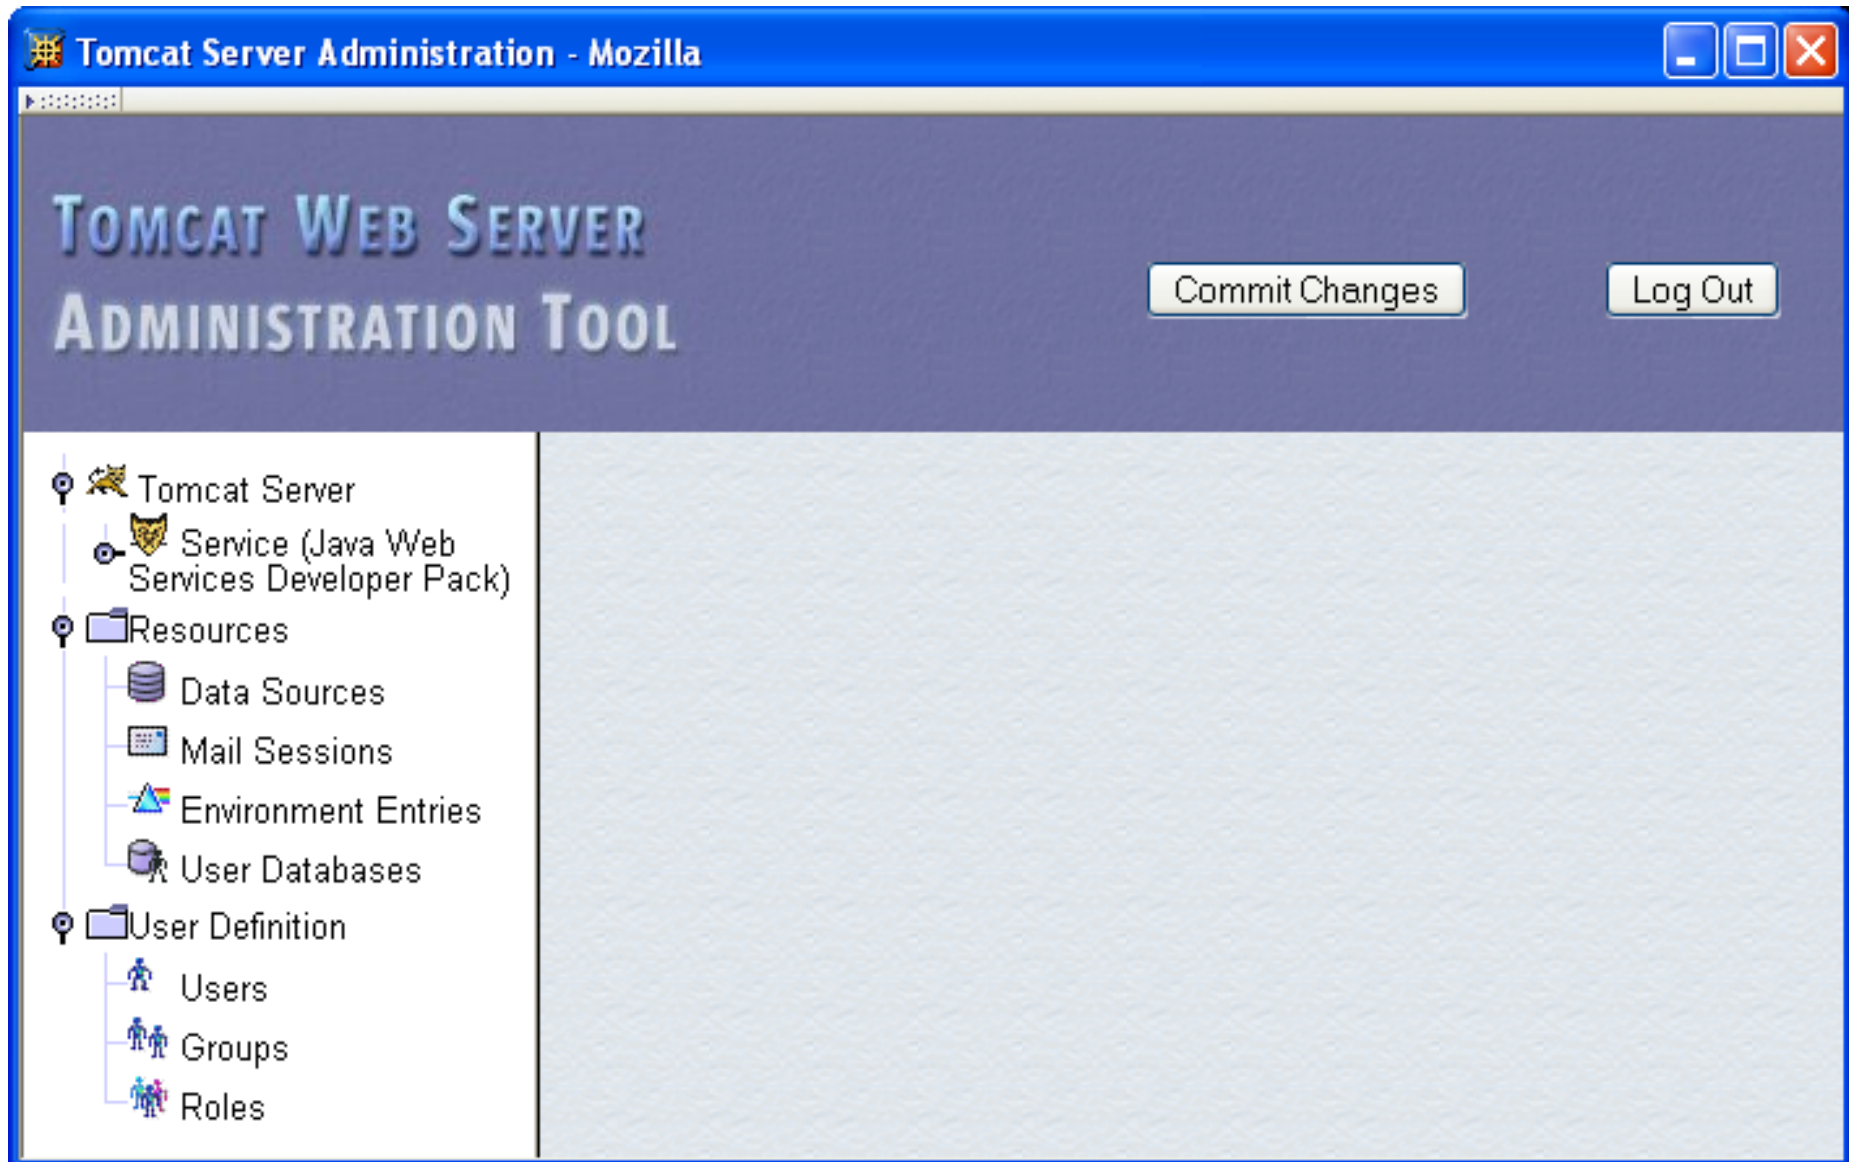 Tomcat Server Administration - Mozilla
TOMCAT WEB SERVER
ADMINISTRATION TOOL
Commit Changes
Log Out
Tomcat Server
Service (Java Web
Services Developer Pack)
Resources
Data Sources
Mail Sessions
Environment Entries
User Databases
User Definition
Users
Groups
Roles